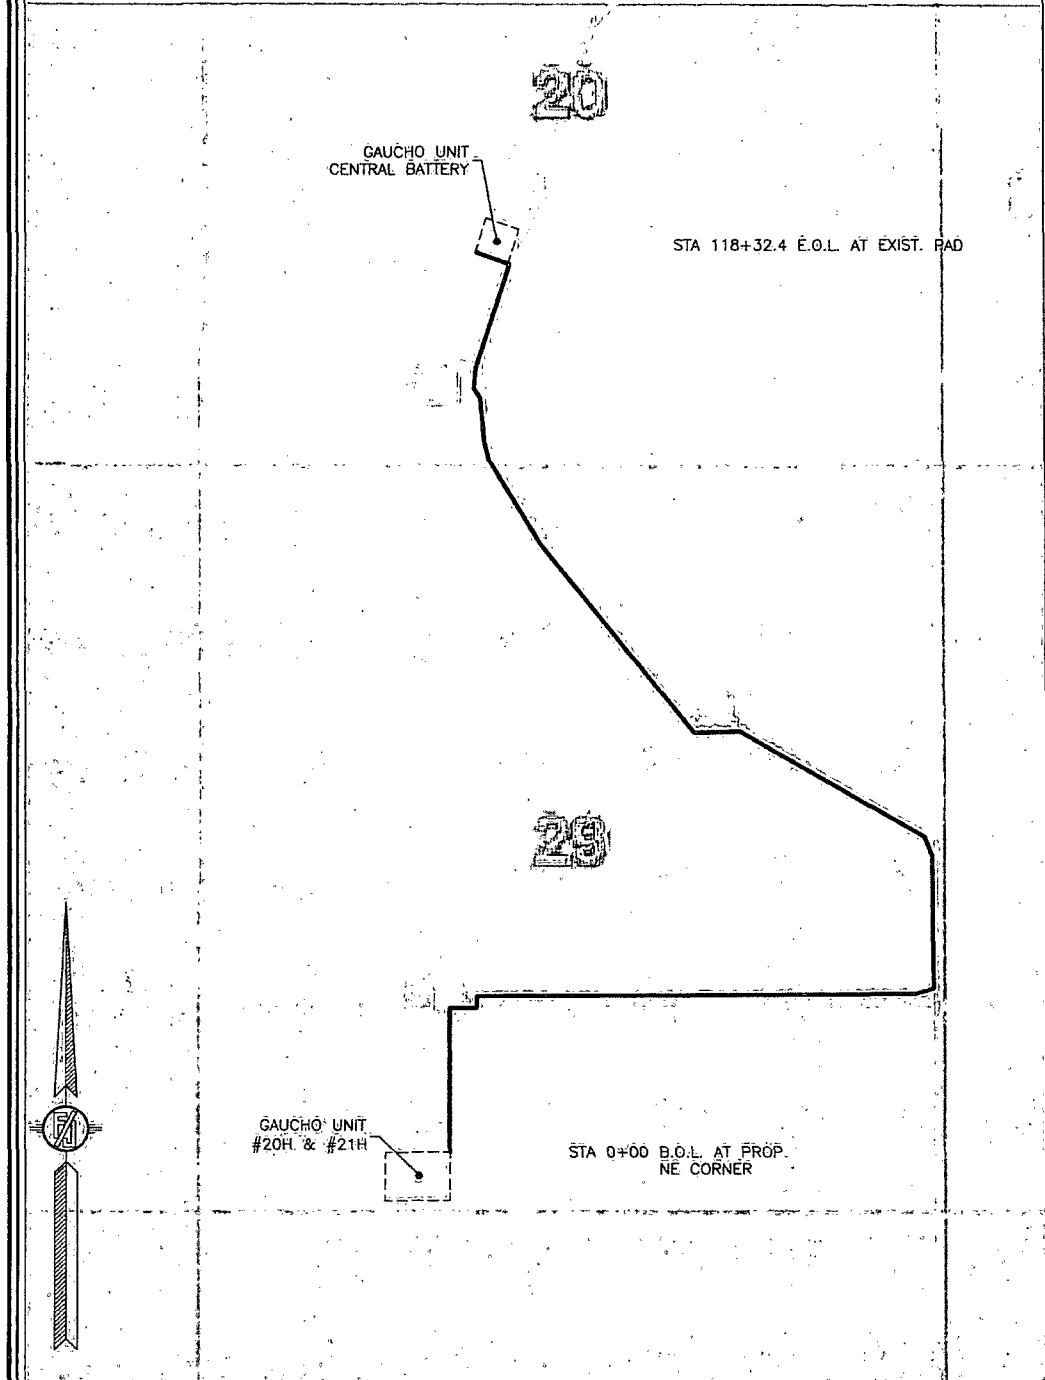 20
GAUCHO UNIT
CENTRAL BATTERY
STA 118+32.4 E.O.L. AT EXIST. PAD
29
GAUCHO UNIT
#20H & #21H
STA 0+00 B.O.L. AT PROP.
NE CORNER